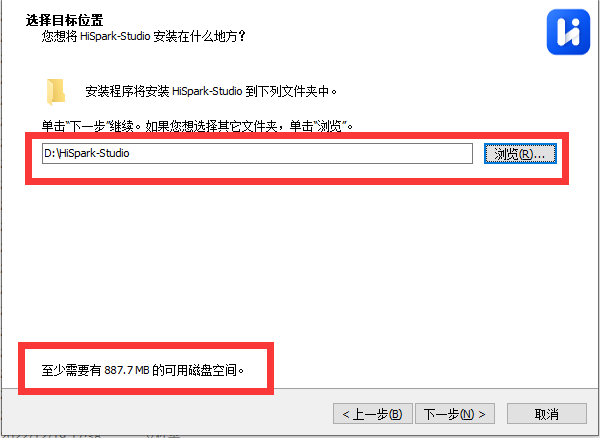 选择目标位置
您想将 HiSpark-Studio 安装在什么地方？
安装程序将安装 HiSpark-Studio 到下列文件夹中。
单击“下一步”继续。如果您想选择其它文件夹，单击“浏览”。
D:\HiSpark-Studio
浏览(R)...
至少需要有 887.7 MB 的可用磁盘空间。
< 上一步(B)
下一步(N) >
取消